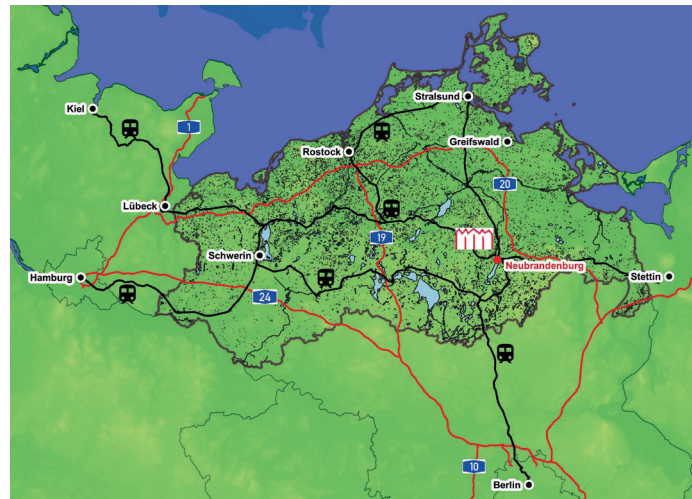 Stralsund
Kiel
1
Greifswald
Rostock
20
Lübeck
19
Schwerin
Neubrandenburg
Hamburg
Stettin
24
10
Berlin